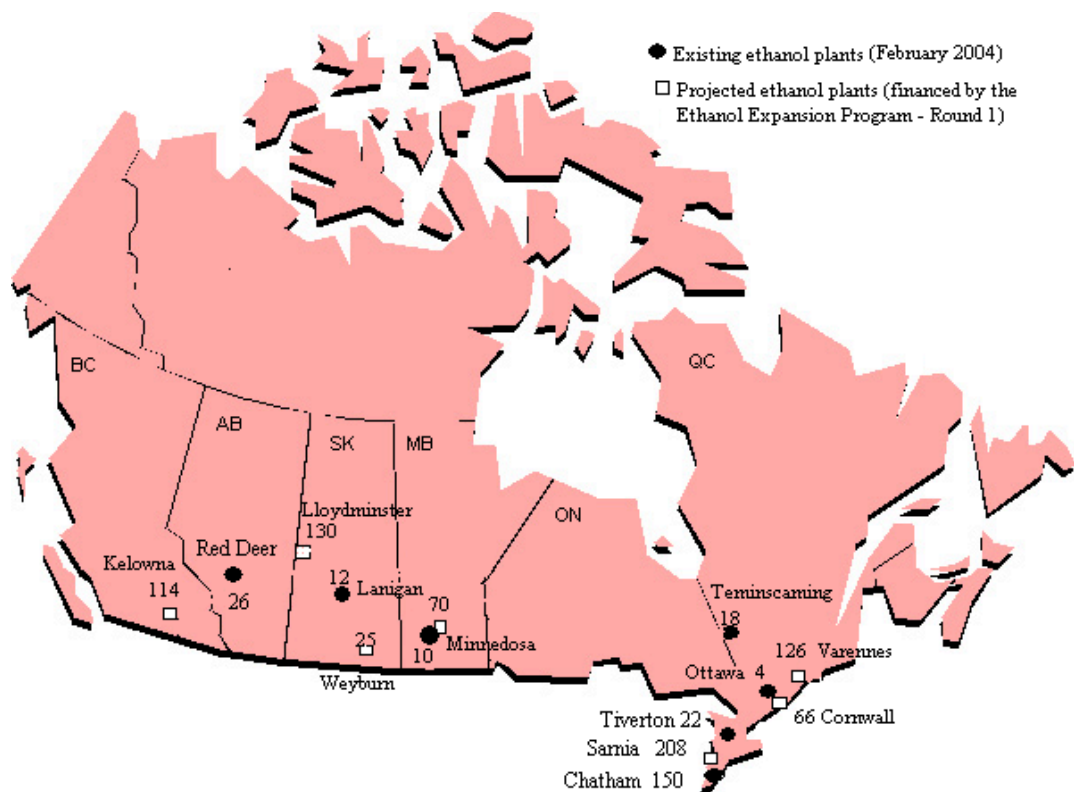 Existing ethanol plants (February 2004)
Projected ethanol plants (financed by the
Ethanol Expansion Program - Round 1)
BC
QC
AB
SK
MB
Lloydminster
ON
130
Red Deer
Kelowna
114
26
12
Lanigan
70
Minnedosa
10
25
Weyburn
Teminscaming
18
126 Varennes
Ottawa 4
66 Cornwall
Tiverton 22
Sarnia 208
Chatham 150